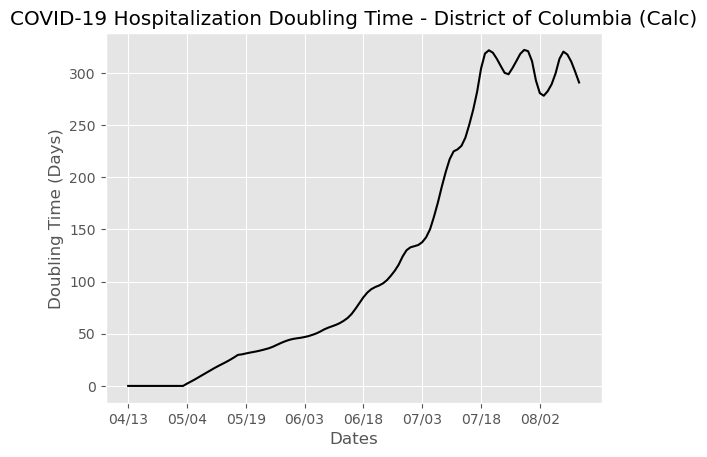 COVID-19 Hospitalization Doubling Time - District of Columbia (Calc)
Doubling Time (Days)
300
250
200
150
100
50
0
04/13 05/04 05/19 06/03 06/18 07/03 07/18 08/02
Dates